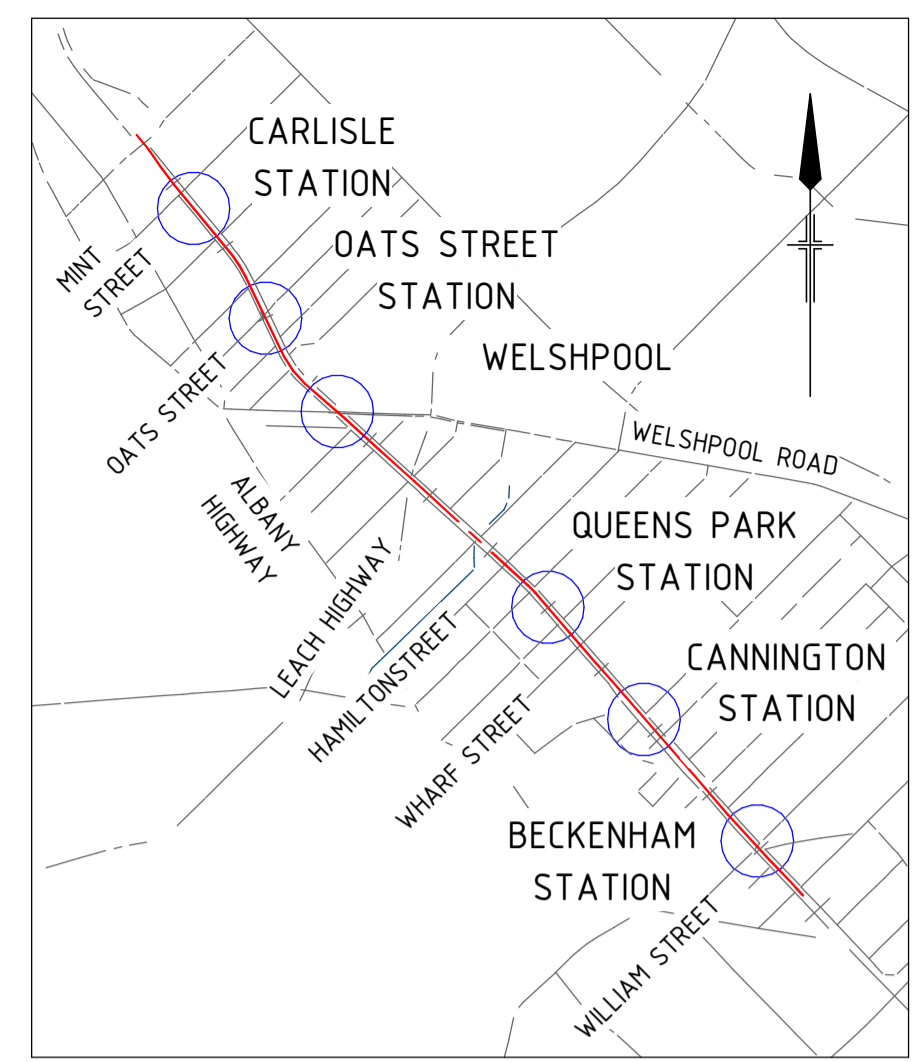 CARLISLE
STATION
OATS STREET
STATION
MINT
STREET
WELSHPOOL
OATS STREET
WELSHPOOL ROAD
ALBANY
HIGHWAY
QUEENS PARK
STATION
LEACH HIGHWAY
HAMILTONSTREET
CANNINGTON
STATION
WHARF STREET
BECKENHAM
STATION
WILLIAM STREET